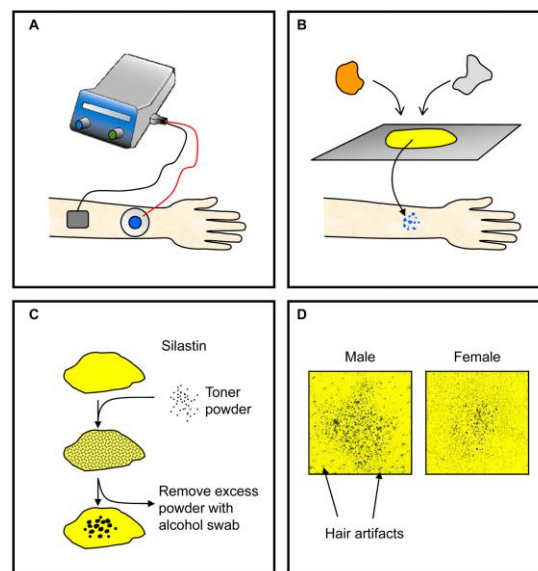 A
B
C
Silastin
Toner
powder
Remove excess
powder with
alcohol swab
D
Male
Female
Hair artifacts